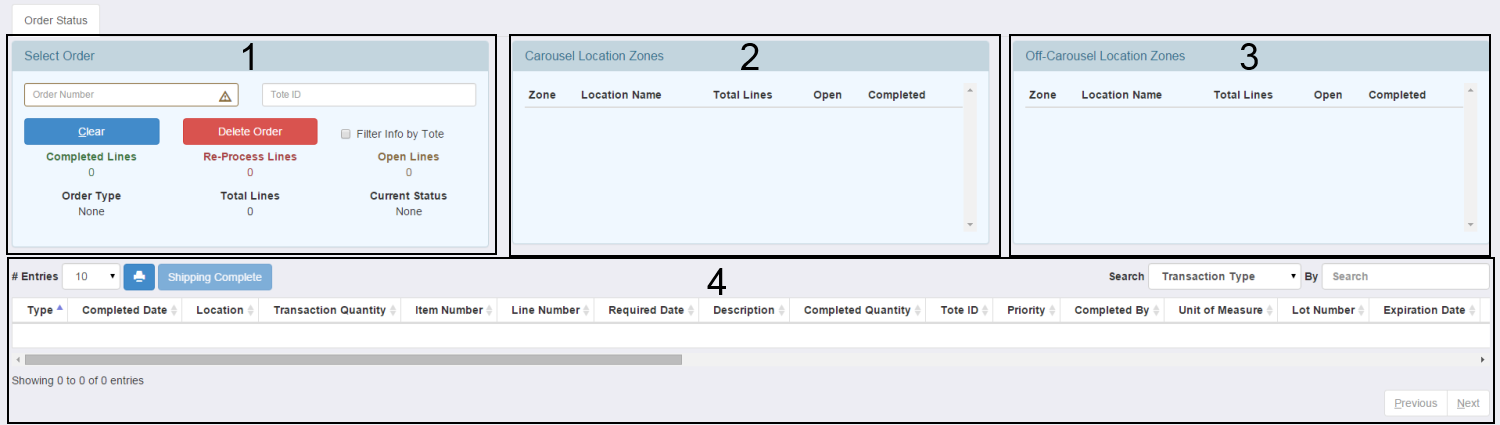 Order Status
Select Order 1
Order Number Tote ID
Clear Delete Order Filter Info by Tote
Completed Lines Re-Process Lines Open Lines
0 0 0
Order Type Total Lines Current Status
None 0 None
Carousel Location Zones 2
Zone Location Name Total Lines Open Completed
Off-Carousel Location Zones 3
Zone Location Name Total Lines Open Completed
4
# Entries 10 Shipping Complete Search Transaction Type By Search
Type Completed Date Location Transaction Quantity Item Number Line Number Required Date Description Completed Quantity Tote ID Priority Completed By Unit of Measure Lot Number Expiration Date
Showing 0 to 0 of 0 entries
Previous Next